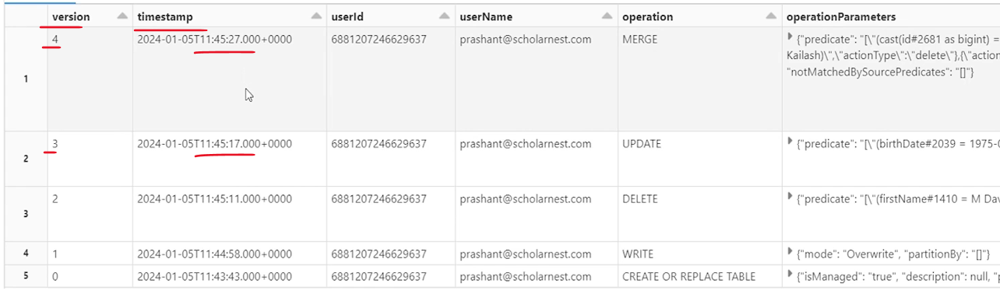 version timestamp userId userName operation operationParameters
4 2024-01-05T11:45:27.000+0000 6881207246629637 prashant@scholarnest.com MERGE {"predicate": "[\"(cast(id#2681 as bigint) =
Kailash)\",\"actionType\":\"delete\"},{\"action
1 "notMatchedBySourcePredicates": "[]"}
2 3 2024-01-05T11:45:17.000+0000 6881207246629637 prashant@scholarnest.com UPDATE {"predicate": "[\"(birthDate#2039 = 1975-0
3 2 2024-01-05T11:45:11.000+0000 6881207246629637 prashant@scholarnest.com DELETE {"predicate": "[\"(firstName#1410 = M Dav
4 1 2024-01-05T11:44:58.000+0000 6881207246629637 prashant@scholarnest.com WRITE {"mode": "Overwrite", "partitionBy": "[]"}
5 0 2024-01-05T11:43:43.000+0000 6881207246629637 prashant@scholarnest.com CREATE OR REPLACE TABLE {"isManaged": "true", "description": null, "p